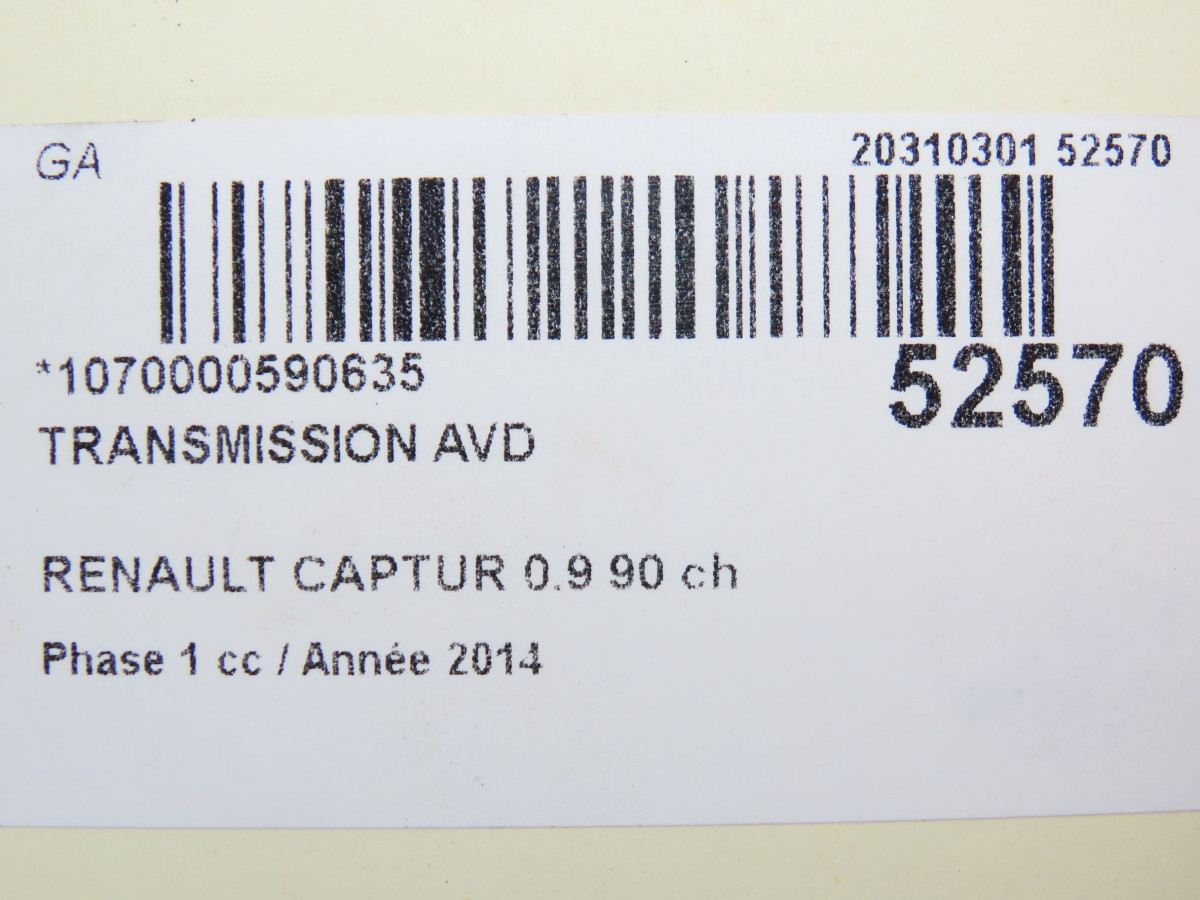 GA
20310301 52570
*1070000590635
52570
TRANSMISSION AVD
RENAULT CAPTUR 0.9 90 ch
Phase 1 cc / Année 2014